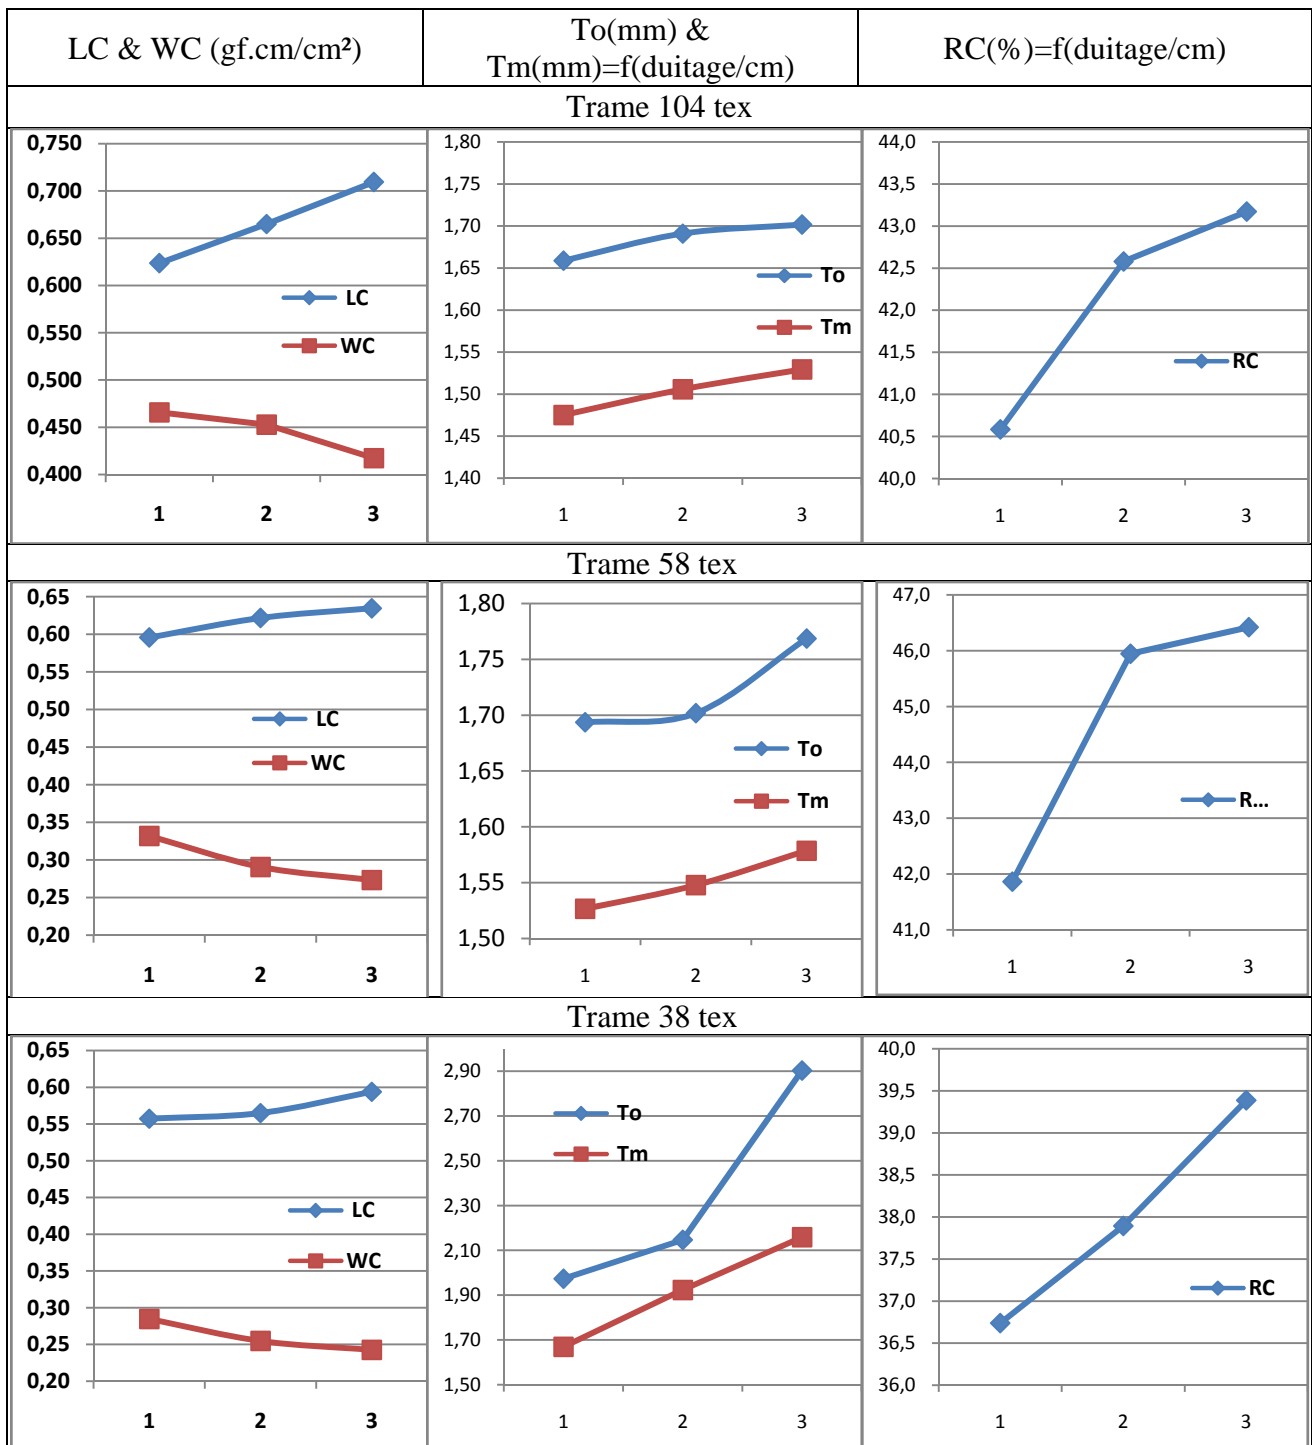 LC & WC (gf.cm/cm²)
To(mm) &
Tm(mm)=f(duitage/cm)
RC(%)=f(duitage/cm)
Trame 104 tex
0,750
0,700
0,650
0,600
0,550
0,500
0,450
0,400
LC
WC
1 2 3
1,80
1,75
1,70
1,65
1,60
1,55
1,50
1,45
1,40
To
Tm
1 2 3
44,0
43,5
43,0
42,5
42,0
41,5
41,0
40,5
40,0
RC
1 2 3
Trame 58 tex
0,65
0,60
0,55
0,50
0,45
0,40
0,35
0,30
0,25
0,20
LC
WC
1 2 3
1,80
1,75
1,70
1,65
1,60
1,55
1,50
To
Tm
1 2 3
47,0
46,0
45,0
44,0
43,0
42,0
41,0
R...
1 2 3
Trame 38 tex
0,65
0,60
0,55
0,50
0,45
0,40
0,35
0,30
0,25
0,20
LC
WC
1 2 3
2,90
2,70
2,50
2,30
2,10
1,90
1,70
1,50
To
Tm
1 2 3
40,0
39,5
39,0
38,5
38,0
37,5
37,0
36,5
36,0
RC
1 2 3